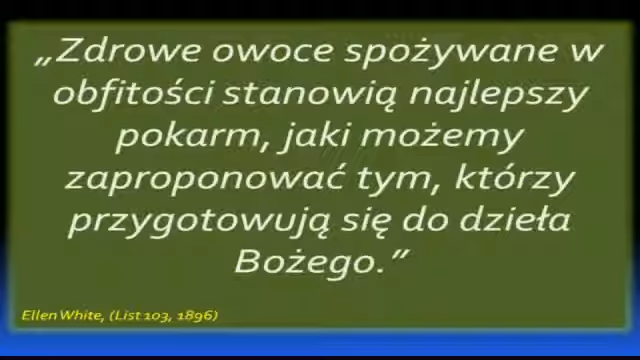 „Zdrowe owoce spożywane w
obfitości stanowią najlepszy
pokarm, jaki możemy
zaproponować tym, którzy
przygotowują się do dzieła
Bożego.”
Ellen White, (List 103, 1896)